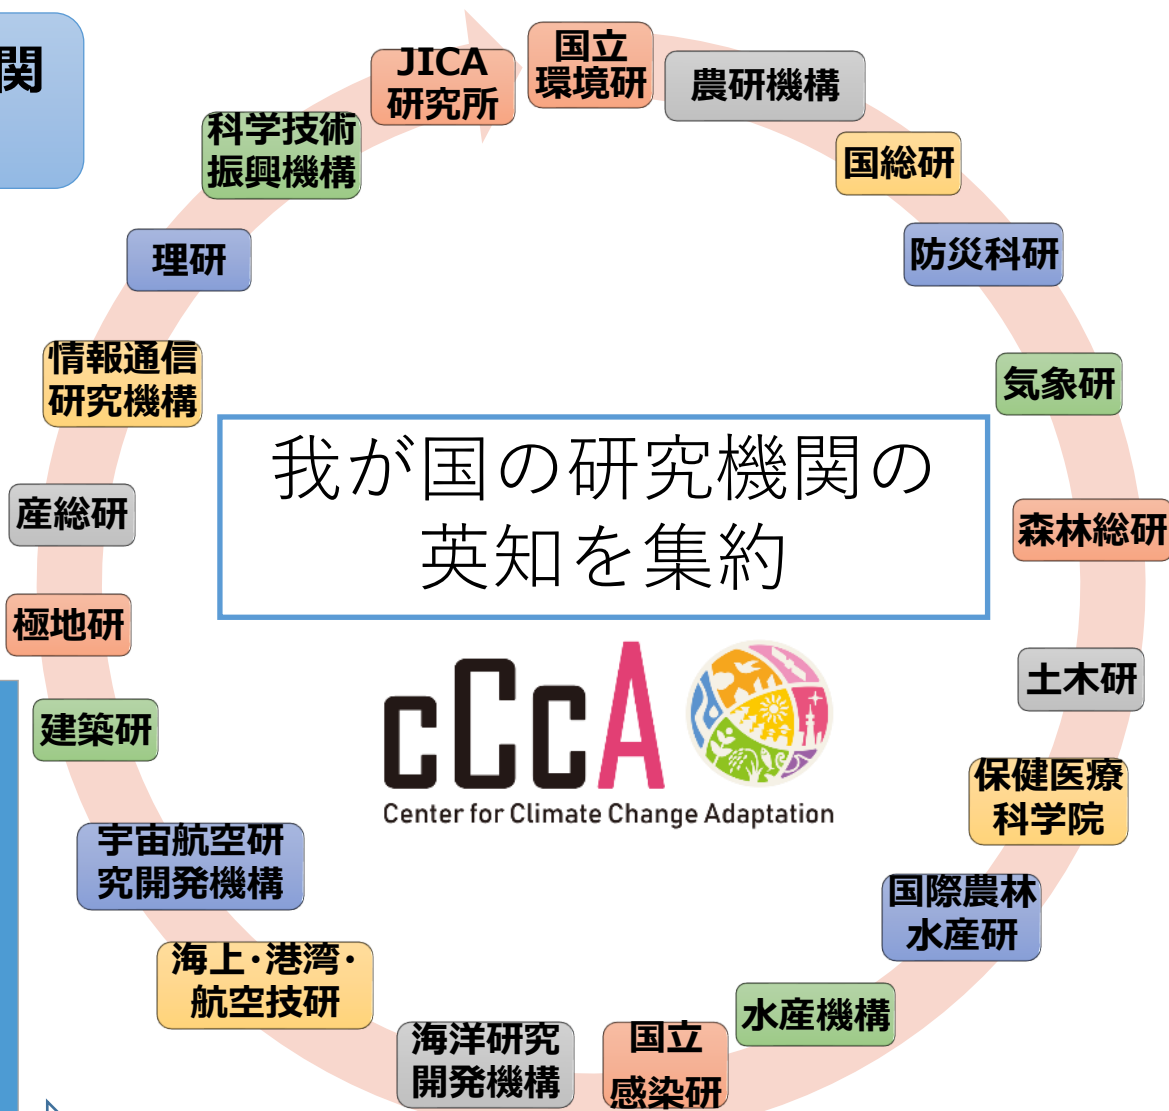 関
JICA
研究所
国立
環境研
農研機構
国総研
防災科研
気象研
森林総研
土木研
保健医療
科学院
国際農林
水産研
水産機構
国立
感染研
海洋研究
開発機構
海上･港湾･
航空技研
宇宙航空研
究開発機構
建築研
極地研
産総研
情報通信
研究機構
理研
科学技術
振興機構
我が国の研究機関の
英知を集約
cCcA
Center for Climate Change Adaptation